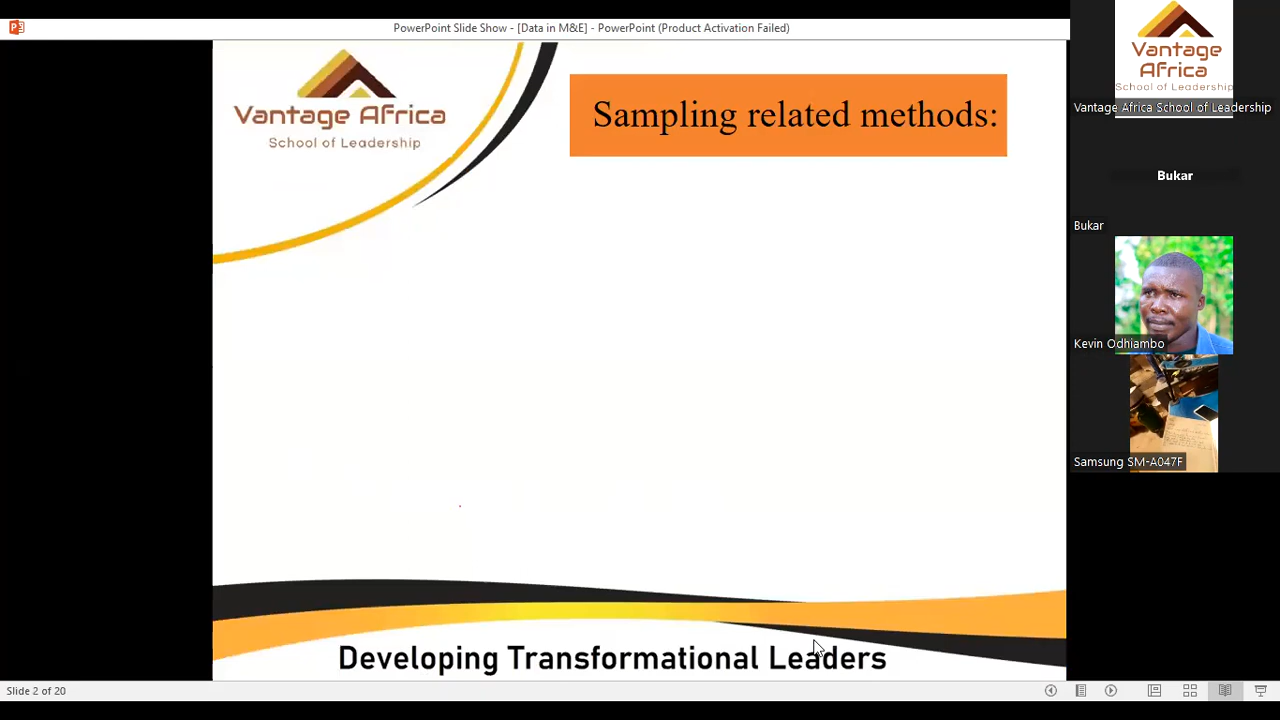 PowerPoint Slide Show - [Data in M&E] - PowerPoint (Product Activation Failed)
Vantage Africa
School of Leadership
Sampling related methods:
Developing Transformational Leaders
Slide 2 of 20
Vantage
Africa
School of Leadership
Vantage Africa School of Leadership
Bukar
Bukar
Kevin Odhiambo
Samsung SM-A047F